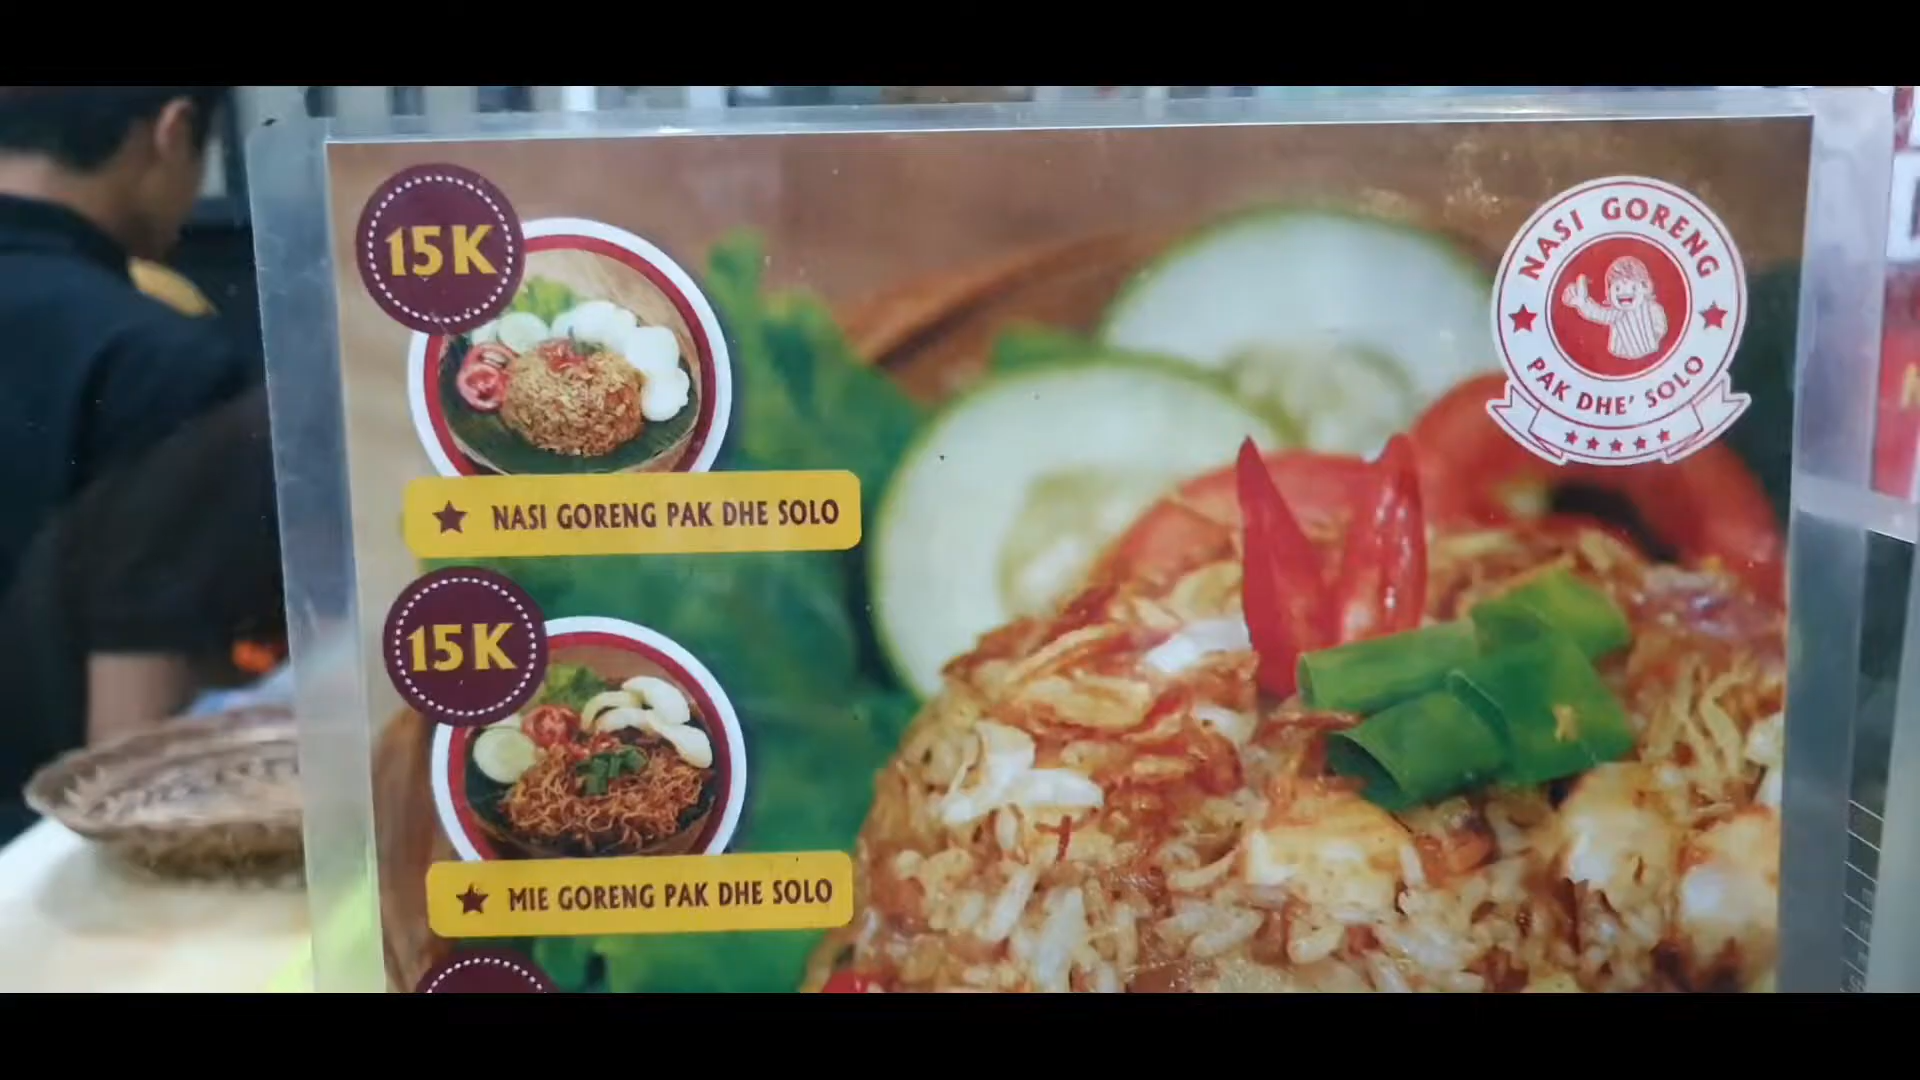 15K
NASI GORENG PAK DHE SOLO
15K
MIE GORENG PAK DHE SOLO
NASI GORENG
PAK DHE' SOLO